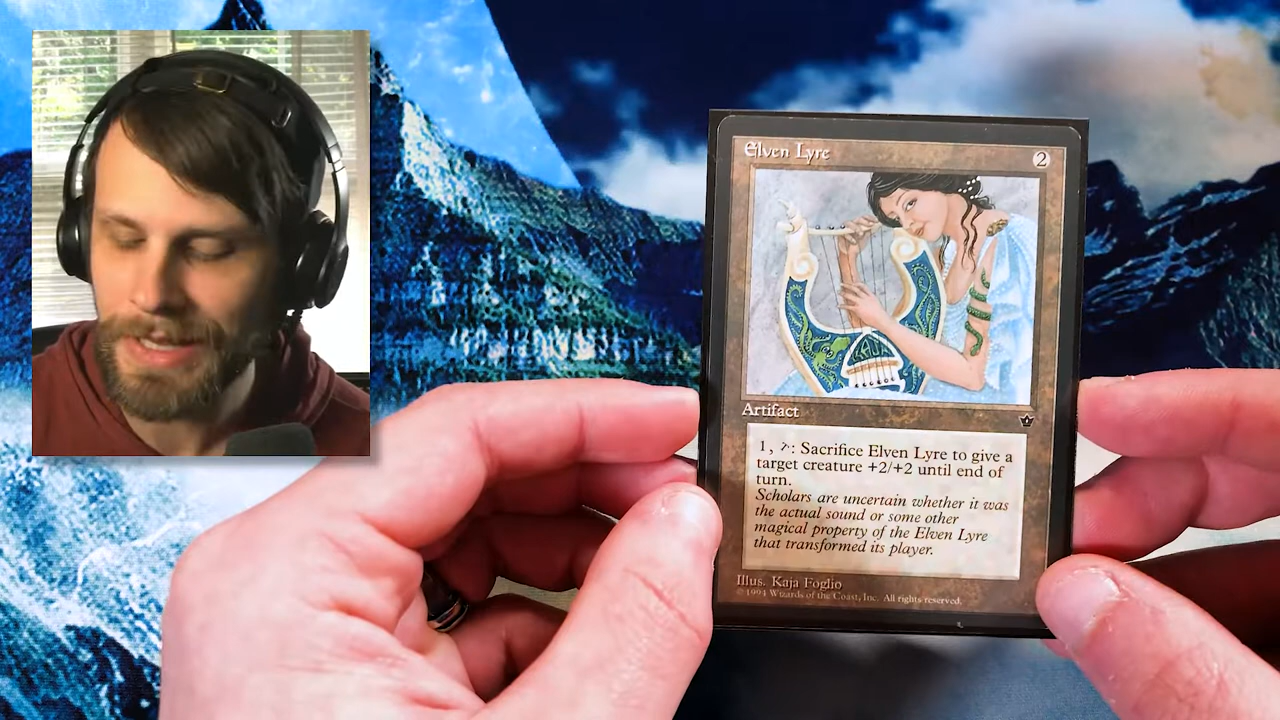 Elven Lyre
2
Artifact
1, : Sacrifice Elven Lyre to give a
target creature +2/+2 until end of
turn.
Scholars are uncertain whether it was
the actual sound or some other
magical property of the Elven Lyre
that transformed its player.
Illus. Kaja Foglio
© 1994 Wizards of the Coast, Inc. All rights reserved.